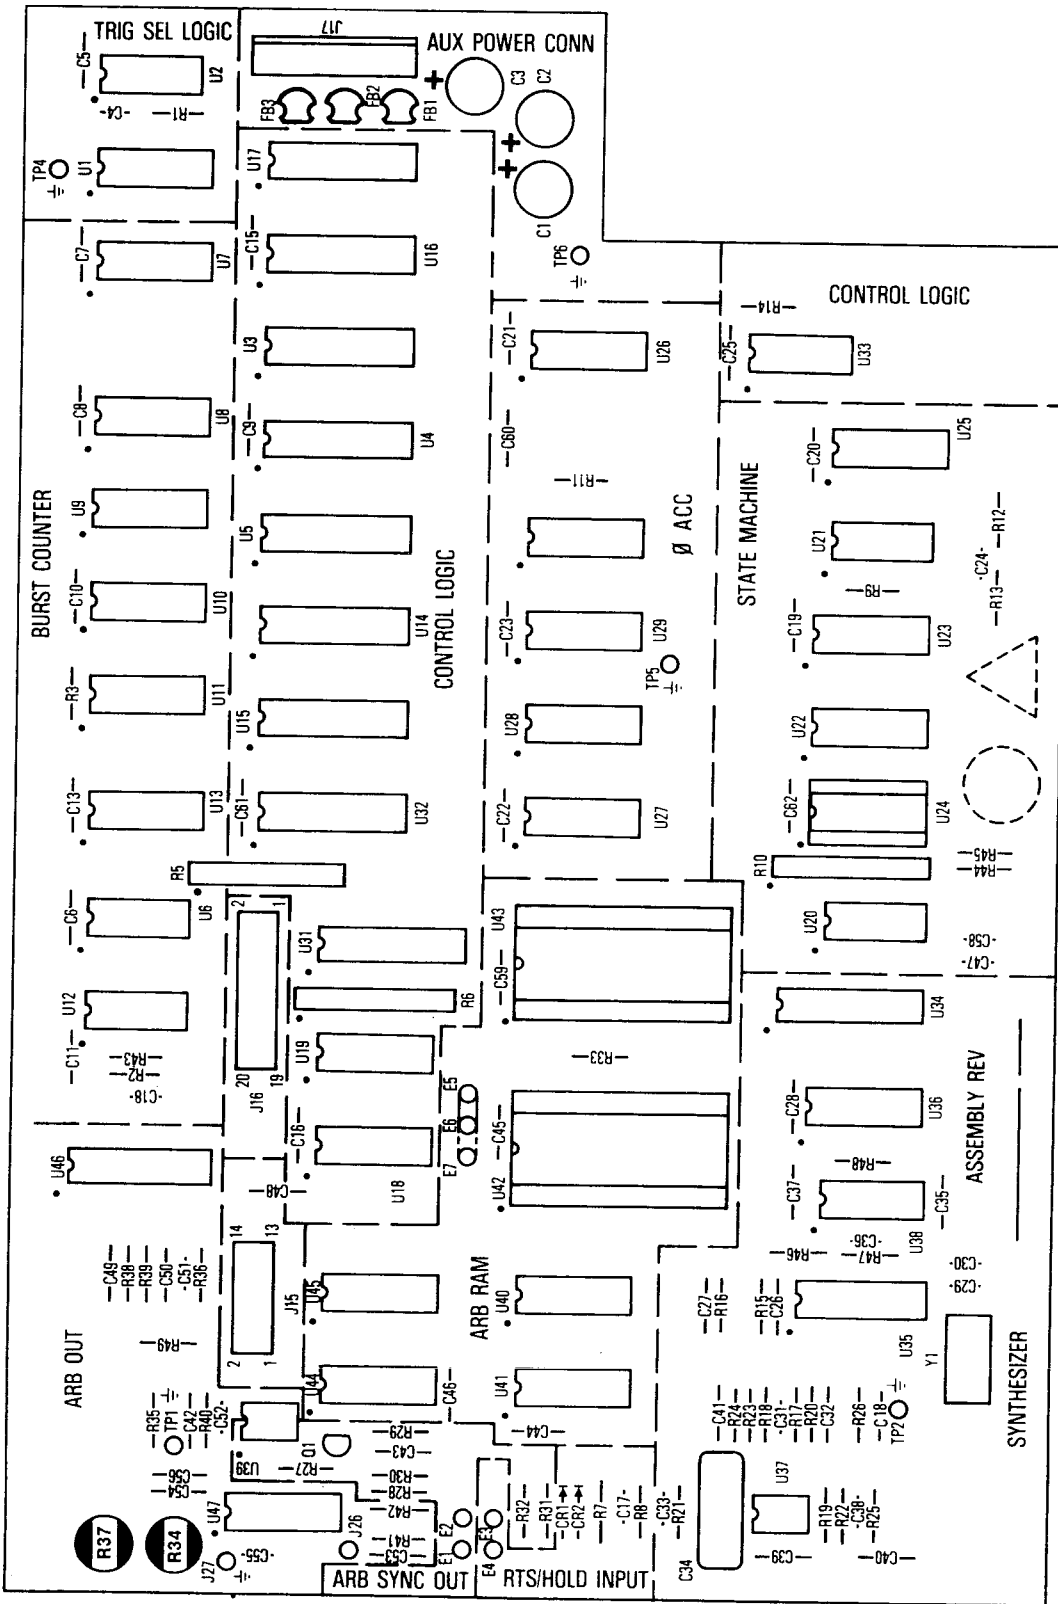 TRIG SEL LOGIC
J17
AUX POWER CONN
C5
U2
C4
R1
FB3
FB2
FB1
C3
C2
TP4
U1
U17
C1
TP6
C7
U7
C15
U16
U3
C21
U26
CONTROL LOGIC
R14
C25
U33
C8
U8
C9
U4
C60
C20
U25
BURST COUNTER
U9
U5
R11
Ø ACC
STATE MACHINE
U21
R12
C24
R13
C10
U10
U14
CONTROL LOGIC
C23
U29
TP5
R9
C19
U23
R3
U11
U15
U28
U22
C13
U13
C61
U32
C22
U27
C62
U24
R5
R10
R45
R44
C6
U6
2
1
U31
U43
C59
U20
C58
C47
U12
C11
R43
R2
C18
20
19
J16
R6
U19
R33
U34
E5
E6
E7
C16
U18
C45
U42
C28
U36
ASSEMBLY REV
U46
C48
R48
C37
U38
C35
14
13
C49
R38
R39
C50
C51
R36
J15
U45
ARB RAM
U40
R46
R47
C36
C30
C29
C27
R16
R15
C26
U35
Y1
ARB OUT
R49
2
1
U44
C46
U41
C44
R35
TP1
C42
R40
C52
U39
Q1
R27
R29
C43
R30
R28
R42
C41
R24
R23
R18
C31
R17
R20
C32
R26
C18
TP2
SYNTHESIZER
C56
C54
U47
R37
R34
J27
C55
J26
R41
C53
E2
E1
E3
E4
R32
R31
CR1
CR2
R7
C17
R8
C33
R21
C34
U37
R19
R22
C38
R25
C39
C40
ARB SYNC OUT
RTS/HOLD INPUT